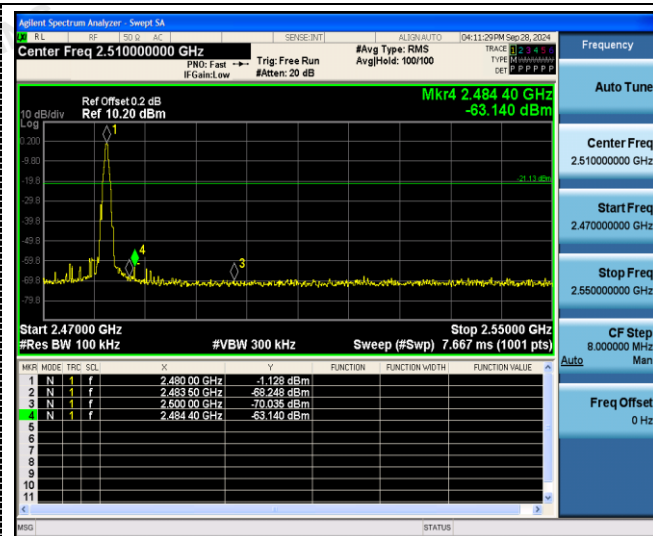 Agilent Spectrum Analyzer - Swept SA
RL RF 50 Ω AC SENSE:INT ALIGN AUTO 04:11:29 PM Sep 28, 2024
Center Freq 2.510000000 GHz #Avg Type: RMS TRACE 1 2 3 4 5 6
PNO: Fast Trig: Free Run Avg|Hold: 100/100 TYPE M WWWWW
IFGain:Low #Atten: 20 dB DET P P P P P P
Mkr4 2.484 40 GHz
-63.140 dBm
Ref Offset 0.2 dB
10 dB/div Ref 10.20 dBm
Log
1
0.200
-9.80
-19.8 -21.13 dBm
-29.8
-39.8
-49.8
4
-59.8 3
-69.8
-79.8
Start 2.47000 GHz Stop 2.55000 GHz
#Res BW 100 kHz #VBW 300 kHz Sweep (#Swp) 7.667 ms (1001 pts)
MKR MODE TRC SCL X Y FUNCTION FUNCTION WIDTH FUNCTION VALUE
1 N 1 f 2.480 00 GHz -1.128 dBm
2 N 1 f 2.483 50 GHz -68.248 dBm
3 N 1 f 2.500 00 GHz -70.035 dBm
4 N 1 f 2.484 40 GHz -63.140 dBm
5
6
7
8
9
10
11
MSG STATUS
Frequency
Auto Tune
Center Freq
2.510000000 GHz
Start Freq
2.470000000 GHz
Stop Freq
2.550000000 GHz
CF Step
8.000000 MHz
Auto Man
Freq Offset
0 Hz